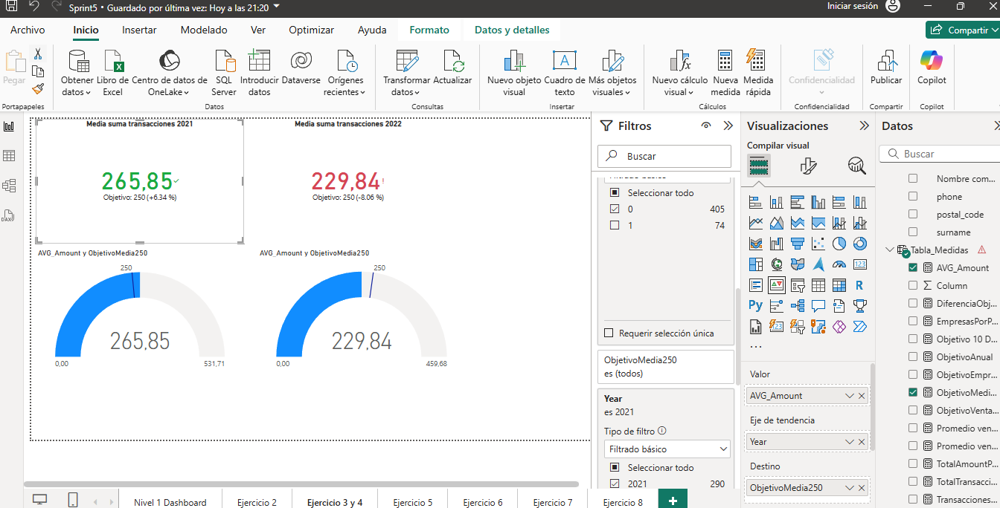 Sprint5 • Guardado por última vez: Hoy a las 21:20
Iniciar sesión
Archivo Inicio Insertar Modelado Ver Optimizar Ayuda Formato Datos y detalles Compartir
Pegar
Obtener datos
Libro de Excel
Centro de datos de OneLake
SQL Server
Introducir datos
Dataverse
Orígenes recientes
Transformar datos
Actualizar
Nuevo objeto visual
Cuadro de texto
Más objetos visuales
Nuevo cálculo visual
Nueva medida
Medida rápida
Confidencialidad
Publicar
Copilot
Portapapeles Datos Consultas Insertar Cálculos Confidencialidad Compartir Copilot
Media suma transacciones 2021
265,85
Objetivo: 250 (+6.34 %)
Media suma transacciones 2022
229,84!
Objetivo: 250 (-8.06 %)
AVG_Amount y ObjetivoMedia250
250
265,85
0,00 531,71
AVG_Amount y ObjetivoMedia250
250
229,84
0,00 459,68
Filtros
Buscar
Seleccionar todo
0 405
1 74
Requerir selección única
ObjetivoMedia250
es (todos)
Year
es 2021
Tipo de filtro
Filtrado básico
Seleccionar todo
2021 290
Visualizaciones
Compilar visual
123
R
Py
123
...
Valor
AVG_Amount
Eje de tendencia
Year
Destino
ObjetivoMedia250
Datos
Buscar
Nombre com...
phone
postal_code
surname
Tabla_Medidas
AVG_Amount
Column
DiferenciaObj...
EmpresasPorP...
Objetivo 10 D...
ObjetivoAnual
ObjetivoEmpr...
ObjetivoMedi...
ObjetivoVenta...
Promedio ven...
Promedio ven...
TotalAmountP...
TotalTransacci...
Transacciones...
DAX
Nivel 1 Dashboard Ejercicio 2 Ejercicio 3 y 4 Ejercicio 5 Ejercicio 6 Ejercicio 7 Ejercicio 8 +